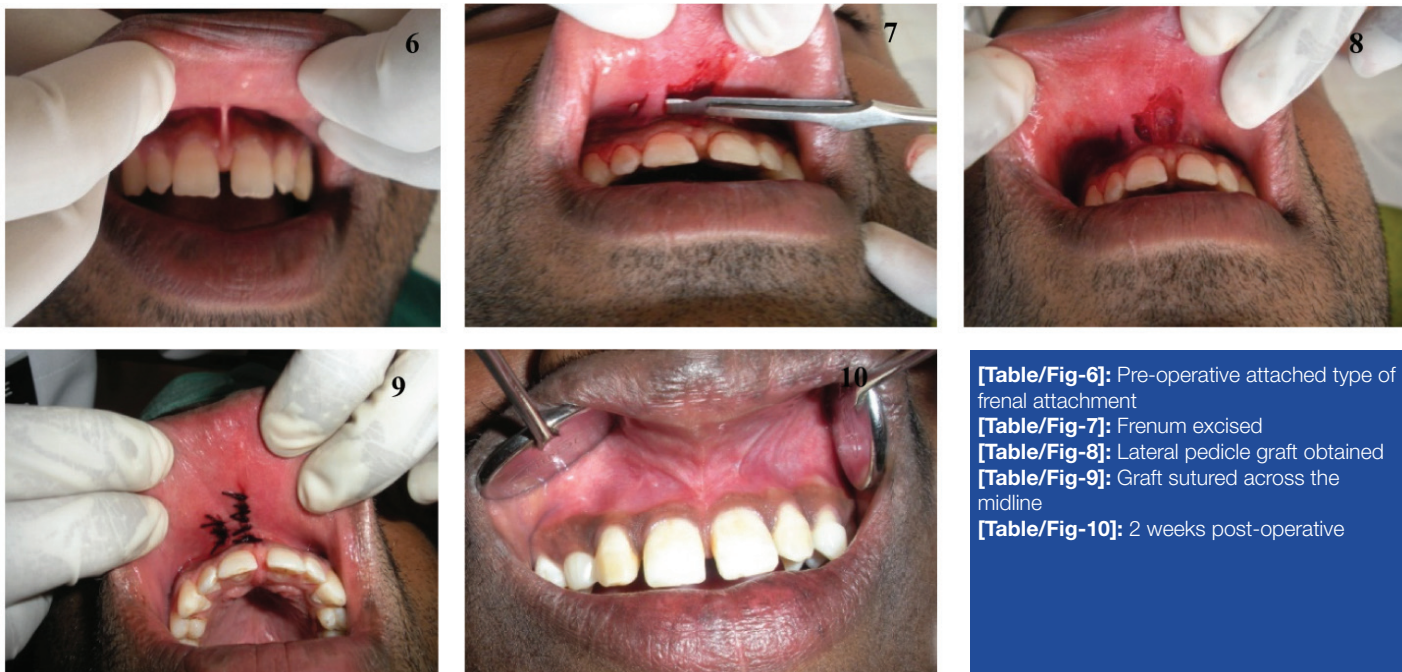 6
7
8
9
10
[Table/Fig-6]: Pre-operative attached type of
frenal attachment
[Table/Fig-7]: Frenum excised
[Table/Fig-8]: Lateral pedicle graft obtained
[Table/Fig-9]: Graft sutured across the
midline
[Table/Fig-10]: 2 weeks post-operative